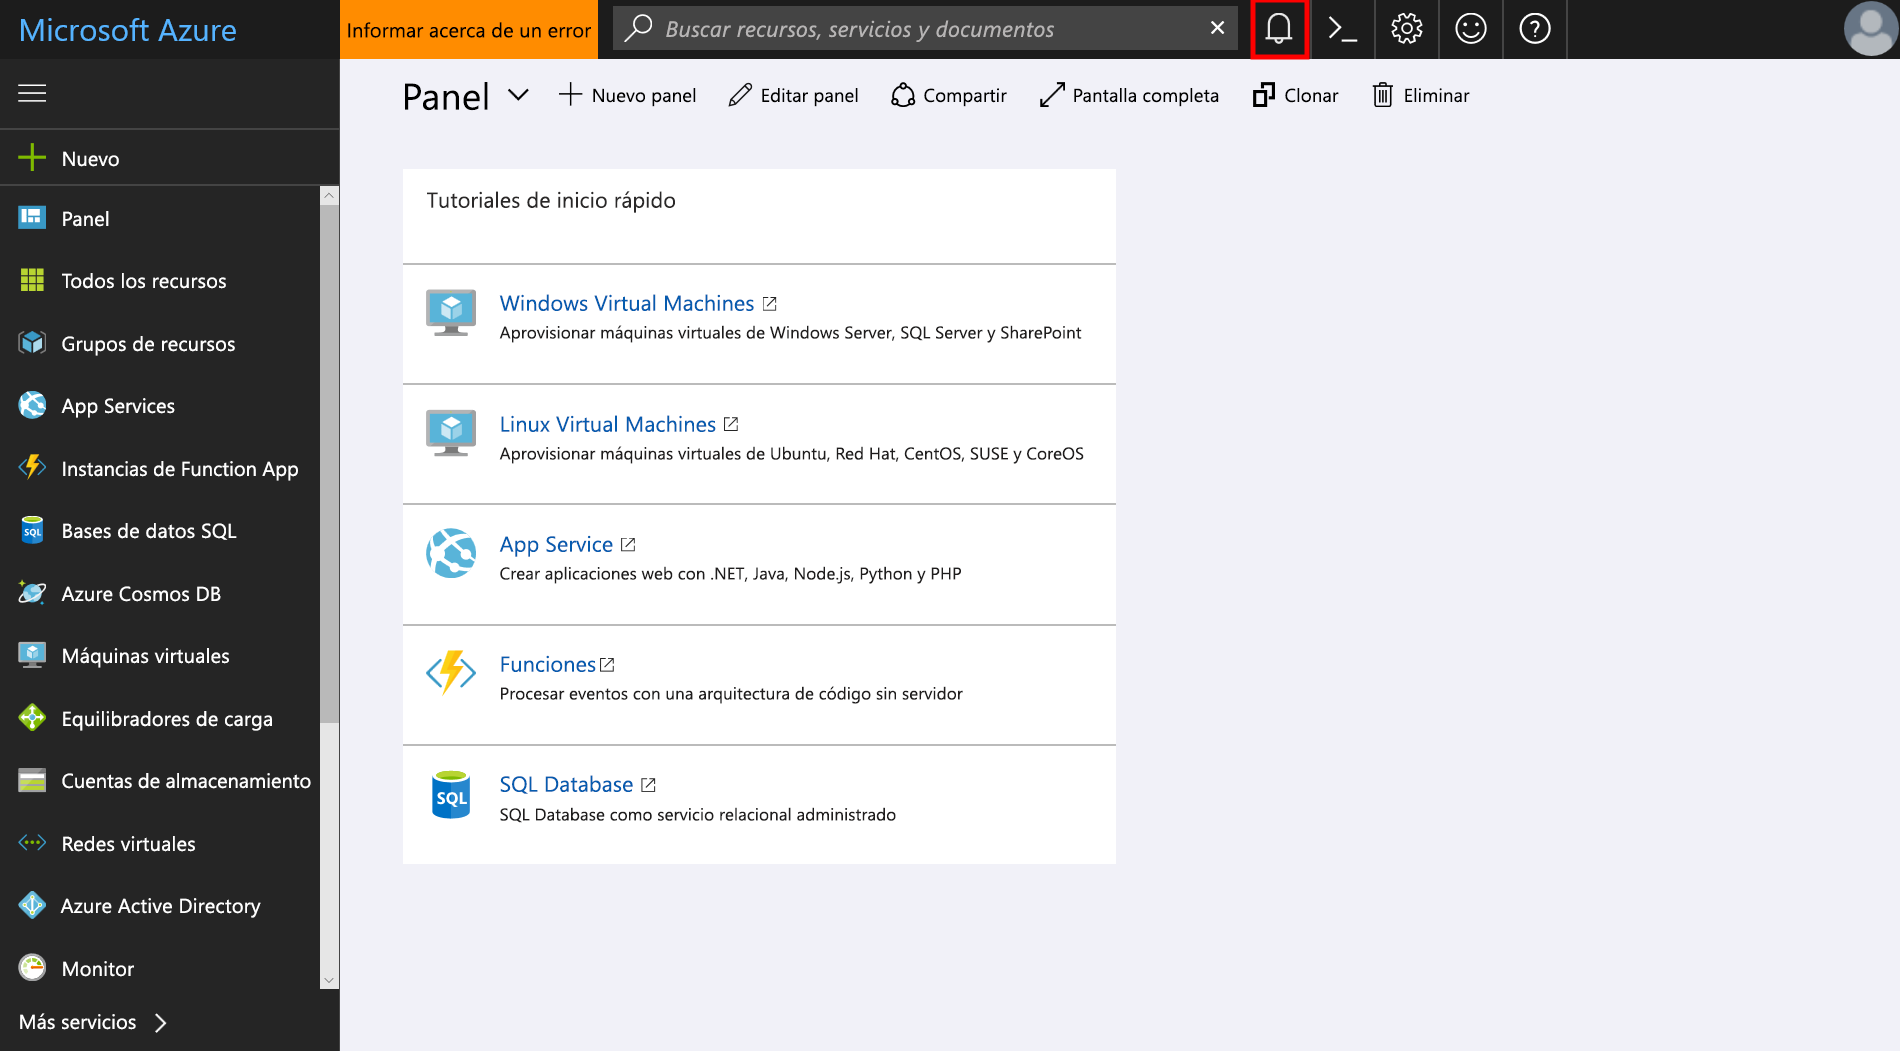 Microsoft Azure
Informar acerca de un error
Buscar recursos, servicios y documentos
Panel
Nuevo panel
Editar panel
Compartir
Pantalla completa
Clonar
Eliminar
Nuevo
Panel
Todos los recursos
Grupos de recursos
App Services
Instancias de Function App
SQL
Bases de datos SQL
Azure Cosmos DB
Máquinas virtuales
Equilibradores de carga
Cuentas de almacenamiento
Redes virtuales
Azure Active Directory
Monitor
Más servicios
Tutoriales de inicio rápido
Windows Virtual Machines
Aprovisionar máquinas virtuales de Windows Server, SQL Server y SharePoint
Linux Virtual Machines
Aprovisionar máquinas virtuales de Ubuntu, Red Hat, CentOS, SUSE y CoreOS
App Service
Crear aplicaciones web con .NET, Java, Node.js, Python y PHP
Funciones
Procesar eventos con una arquitectura de código sin servidor
SQL
SQL Database
SQL Database como servicio relacional administrado